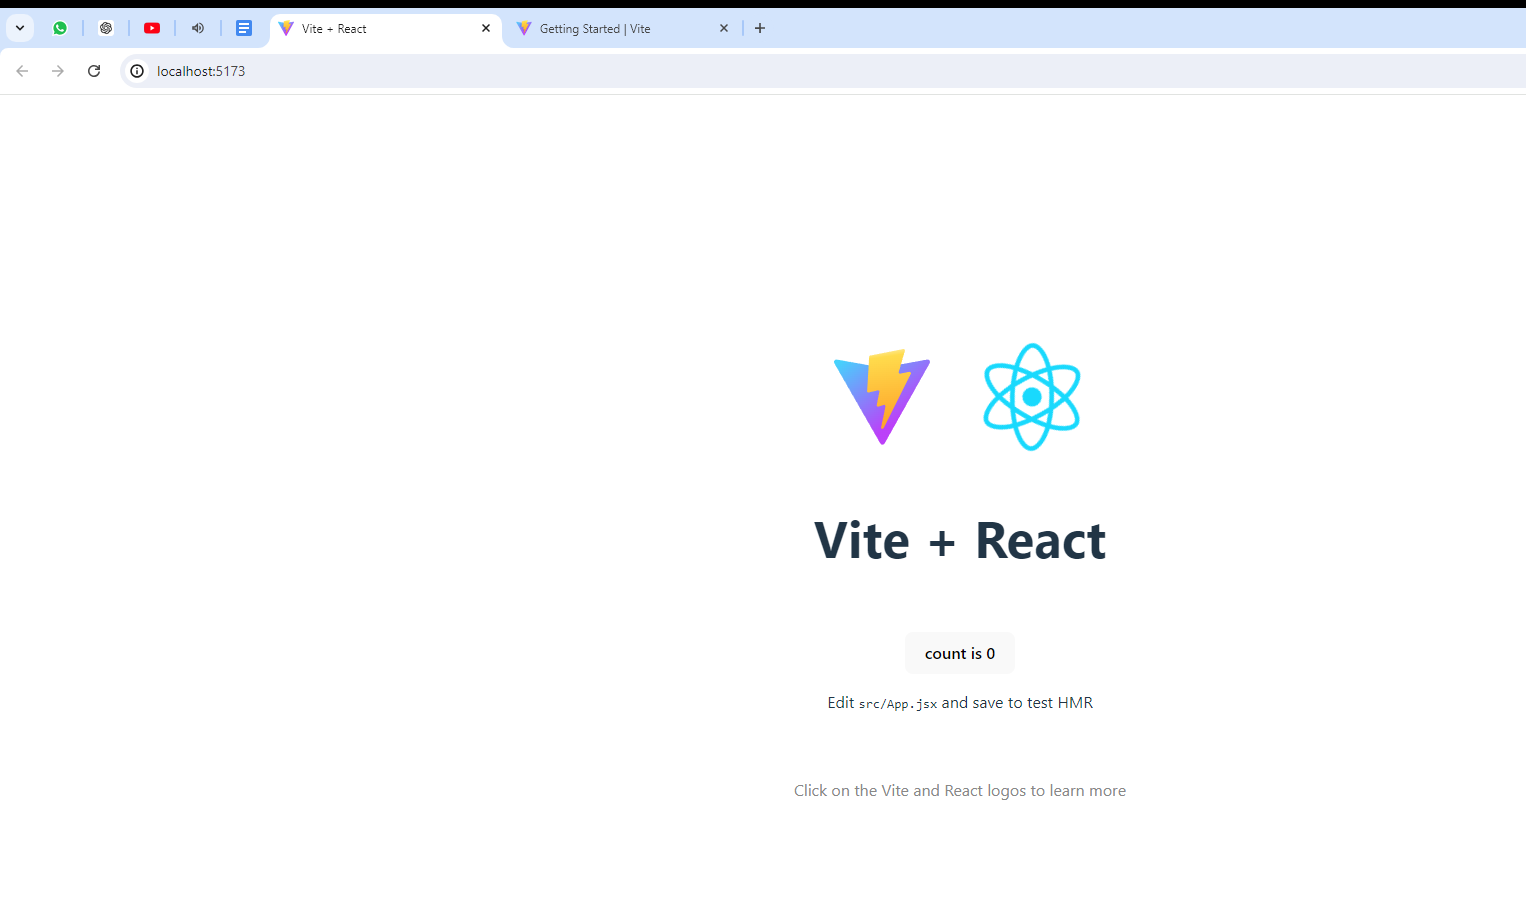 Vite + React
Getting Started | Vite
localhost:5173
Vite + React
count is 0
Edit src/App.jsx and save to test HMR
Click on the Vite and React logos to learn more